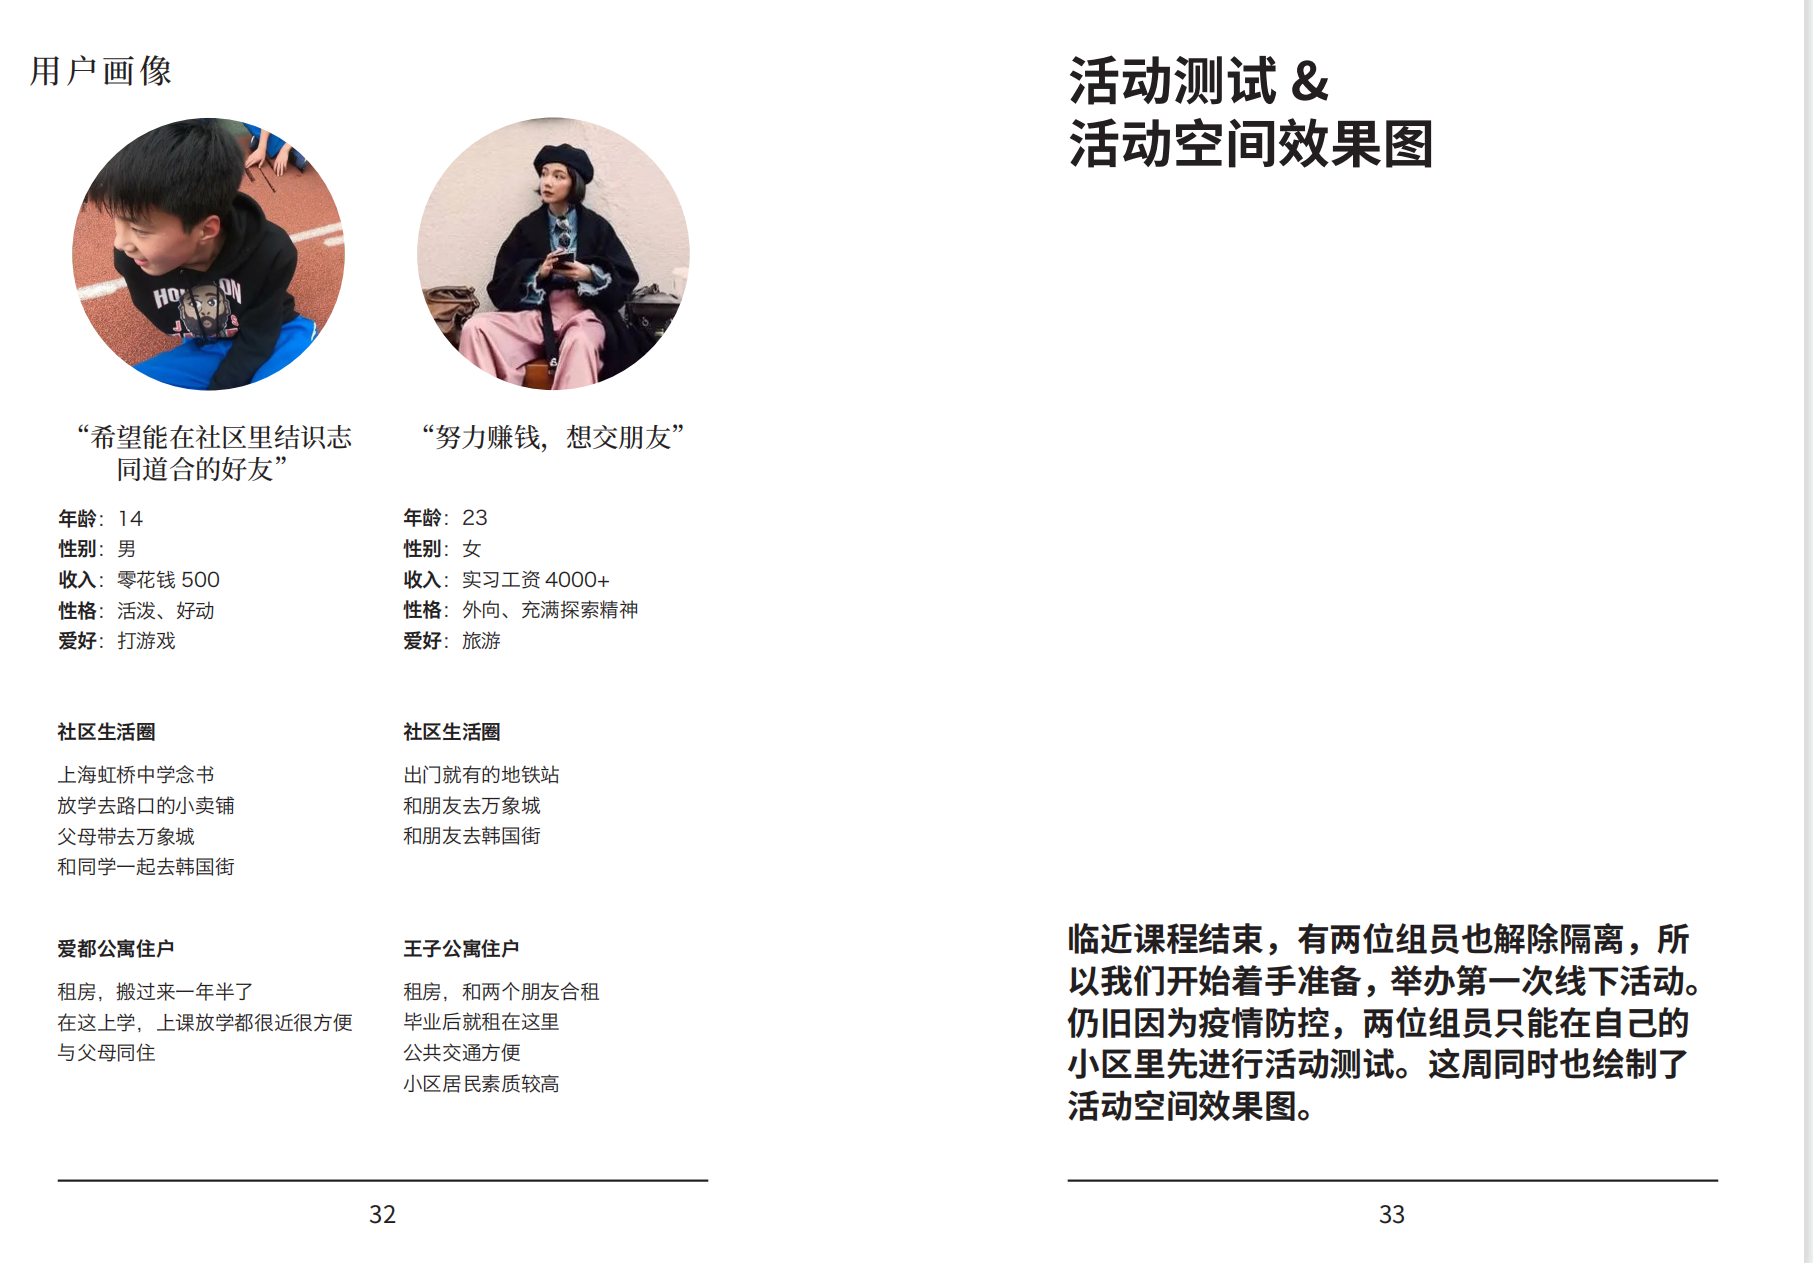 用户画像
“希望能在社区里结识志
同道合的好友”
年龄：14
性别：男
收入：零花钱 500
性格：活泼、好动
爱好：打游戏
社区生活圈
上海虹桥中学念书
放学去路口的小卖铺
父母带去万象城
和同学一起去韩国街
爱都公寓住户
租房，搬过来一年半了
在这上学，上课放学都很近很方便
与父母同住
“努力赚钱，想交朋友”
年龄：23
性别：女
收入：实习工资 4000+
性格：外向、充满探索精神
爱好：旅游
社区生活圈
出门就有的地铁站
和朋友去万象城
和朋友去韩国街
王子公寓住户
租房，和两个朋友合租
毕业后就租在这里
公共交通方便
小区居民素质较高
32
活动测试 &
活动空间效果图
临近课程结束，有两位组员也解除隔离，所
以我们开始着手准备，举办第一次线下活动。
仍旧因为疫情防控，两位组员只能在自己的
小区里先进行活动测试。这周同时也绘制了
活动空间效果图。
33